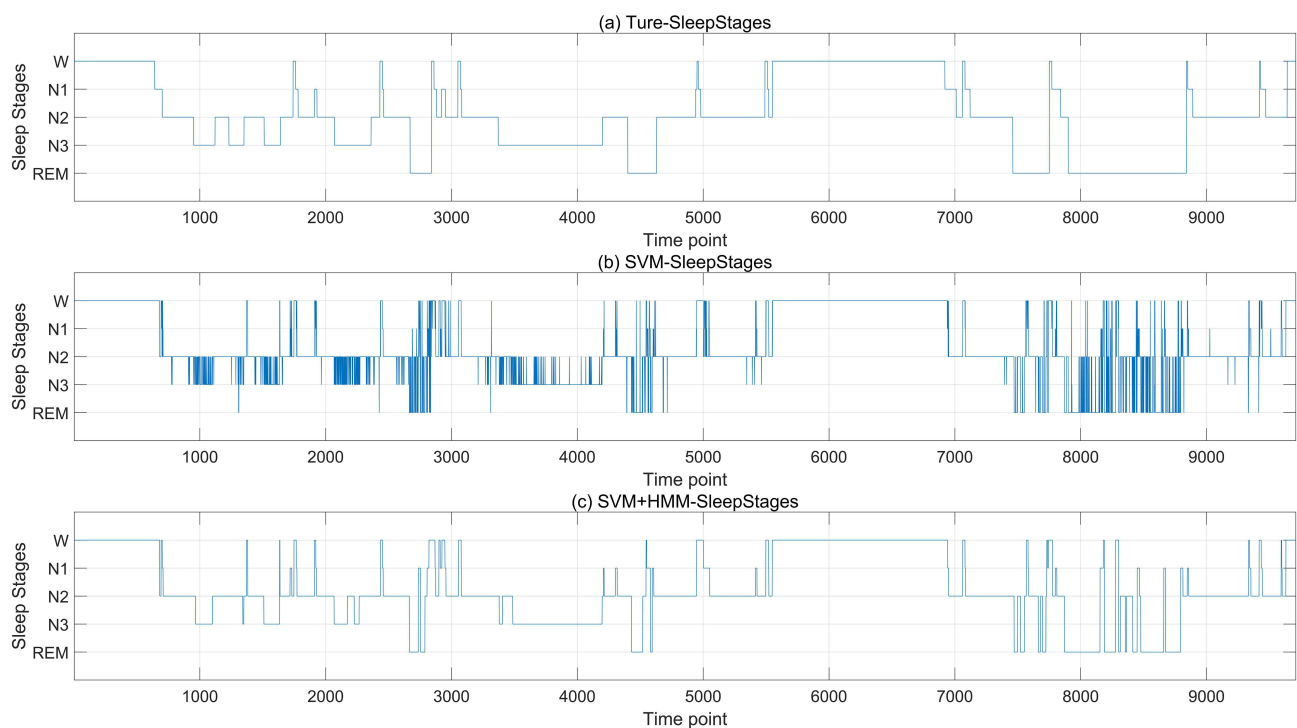 (a) Ture-SleepStages
W
N1
N2
N3
REM
Sleep Stages
1000 2000 3000 4000 5000 6000 7000 8000 9000
Time point
(b) SVM-SleepStages
W
N1
N2
N3
REM
Sleep Stages
1000 2000 3000 4000 5000 6000 7000 8000 9000
Time point
(c) SVM+HMM-SleepStages
W
N1
N2
N3
REM
Sleep Stages
1000 2000 3000 4000 5000 6000 7000 8000 9000
Time point